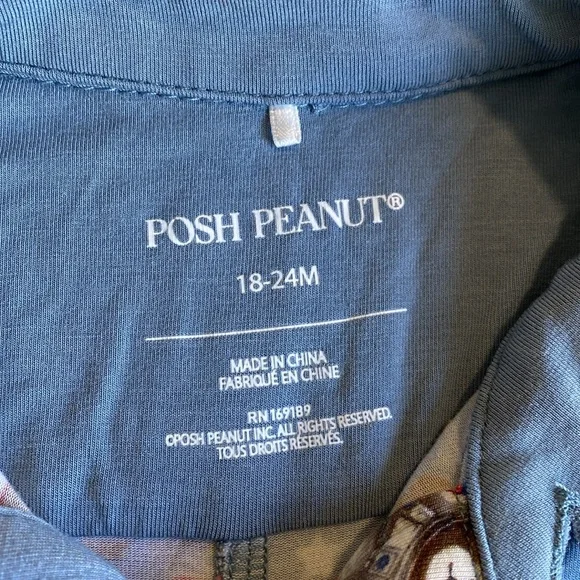 POSH PEANUT®
18-24M
MADE IN CHINA
FABRIQUÉ EN CHINE
RN 169189
©POSH PEANUT INC. ALL RIGHTS RESERVED.
TOUS DROITS RÉSERVÉS.